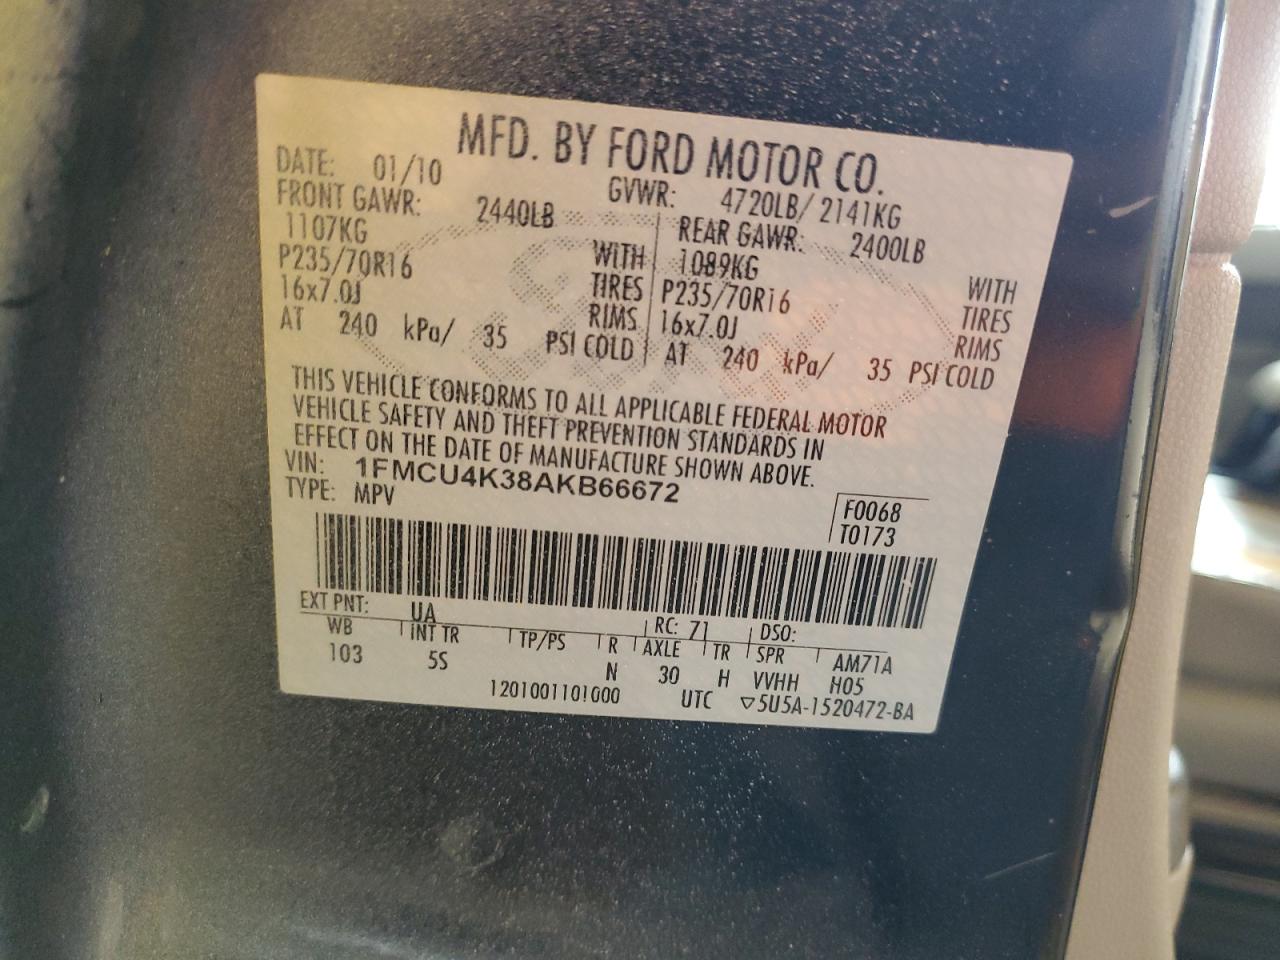 MFD. BY FORD MOTOR CO.
DATE: 01/10 GVWR: 4720LB/ 2141KG
FRONT GAWR: 2440LB REAR GAWR: 2400LB
1107KG WITH 1089KG WITH
P235/70R16 TIRES P235/70R16 TIRES
16x7.0J RIMS 16x7.0J RIMS
AT 240 kPa/ 35 PSI COLD AT 240 kPa/ 35 PSI COLD
THIS VEHICLE CONFORMS TO ALL APPLICABLE FEDERAL MOTOR
VEHICLE SAFETY AND THEFT PREVENTION STANDARDS IN
EFFECT ON THE DATE OF MANUFACTURE SHOWN ABOVE.
VIN: 1FMCU4K38AKB66672
TYPE: MPV
F0068
T0173
EXT PNT: UA RC: 71 DSO:
WB INT TR TP/PS R AXLE TR SPR AM71A
103 5S N 30 H VVHH H05
1201001101000 UTC ▽5U5A-1520472-BA